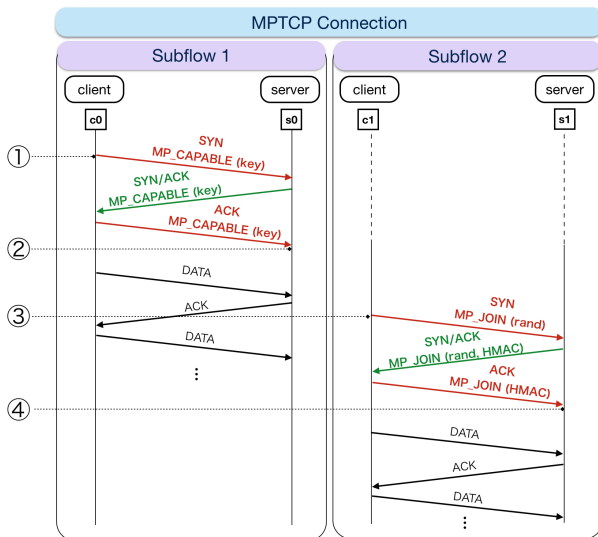 MPTCP Connection
Subflow 1
Subflow 2
client
server
client
server
c0
s0
c1
s1
①
SYN
MP_CAPABLE (key)
SYN/ACK
MP_CAPABLE (key)
ACK
MP_CAPABLE (key)
②
DATA
ACK
DATA
⋮
③
SYN
MP_JOIN (rand)
SYN/ACK
MP_JOIN (rand, HMAC)
ACK
MP_JOIN (HMAC)
④
DATA
ACK
DATA
⋮